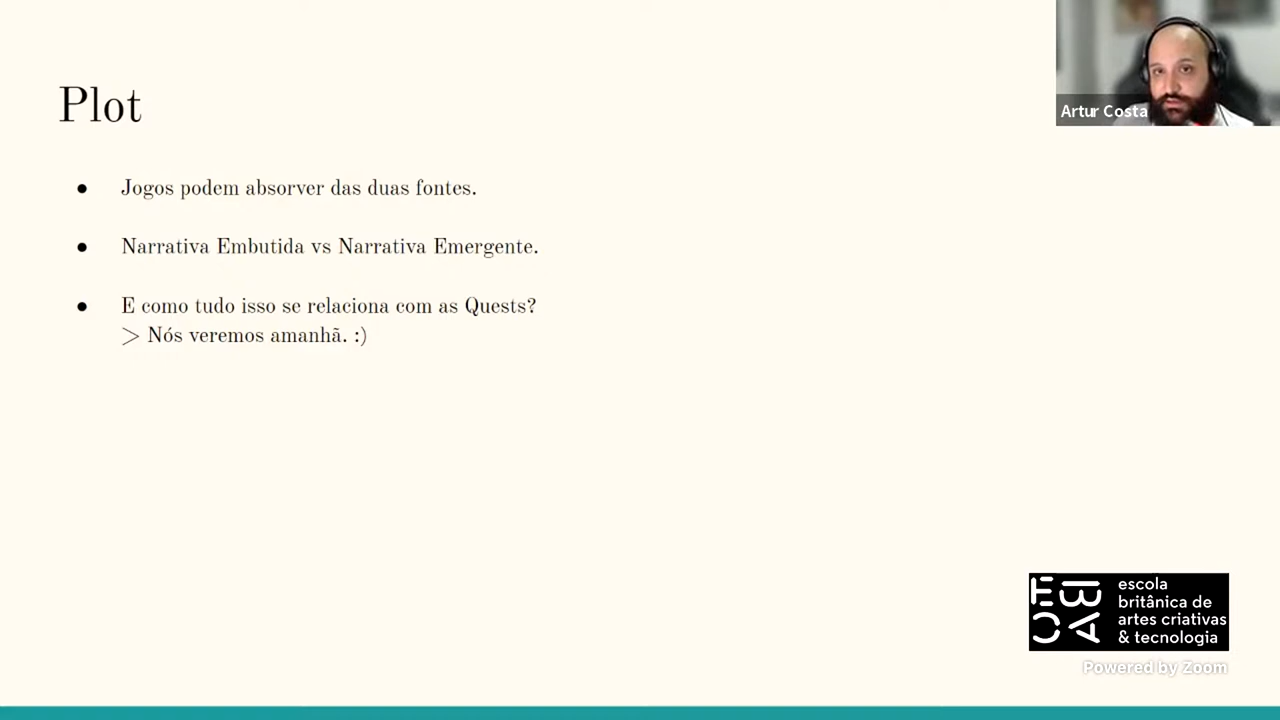 Plot
Artur Costa
● Jogos podem absorver das duas fontes.
● Narrativa Embutida vs Narrativa Emergente.
● E como tudo isso se relaciona com as Quests?
> Nós veremos amanhã. :)
EBAC
escola
britânica de
artes criativas
& tecnologia
Powered by Zoom